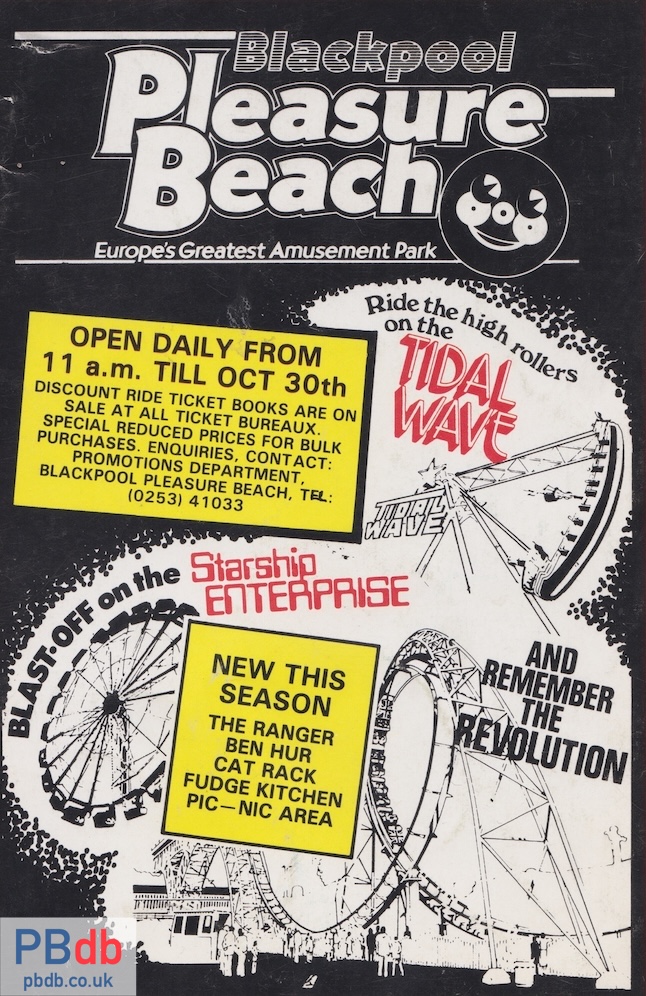 Blackpool
Pleasure
Beach
Europe's Greatest Amusement Park
Ride the high rollers
on the
TIDAL
WAVE
OPEN DAILY FROM
11 a.m. TILL OCT 30th
DISCOUNT RIDE TICKET BOOKS ARE ON
SALE AT ALL TICKET BUREAUX.
SPECIAL REDUCED PRICES FOR BULK
PURCHASES. ENQUIRIES, CONTACT:
PROMOTIONS DEPARTMENT,
BLACKPOOL PLEASURE BEACH, TEL:
(0253) 41033
TIDAL
WAVE
BLAST-OFF on the
Starship
ENTERPRISE
NEW THIS
SEASON
THE RANGER
BEN HUR
CAT RACK
FUDGE KITCHEN
PIC—NIC AREA
AND
REMEMBER
THE
REVOLUTION
PBdb
pbdb.co.uk